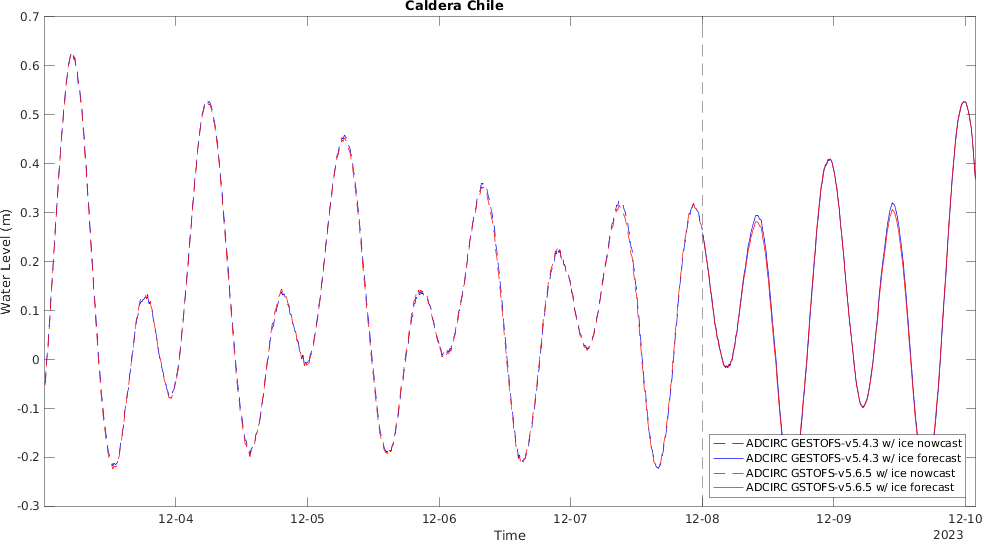 Caldera Chile
0.7
0.6
0.5
0.4
0.3
0.2
0.1
0
-0.1
-0.2
-0.3
Water Level (m)
ADCIRC GESTOFS-v5.4.3 w/ ice nowcast
ADCIRC GESTOFS-v5.4.3 w/ ice forecast
ADCIRC GSTOFS-v5.6.5 w/ ice nowcast
ADCIRC GSTOFS-v5.6.5 w/ ice forecast
12-04 12-05 12-06 12-07 12-08 12-09 12-10
Time
2023